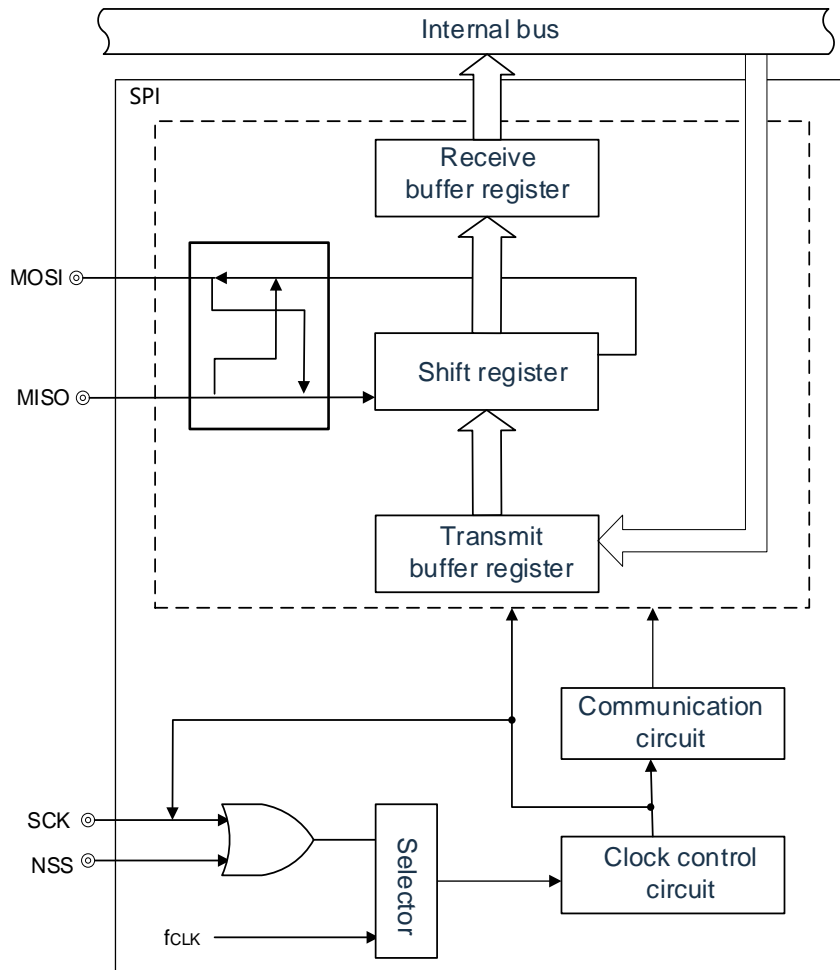 Internal bus
SPI
Receive
buffer register
MOSI
Shift register
MISO
Transmit
buffer register
Communication
circuit
SCK
NSS
Selector
Clock control
circuit
fCLK